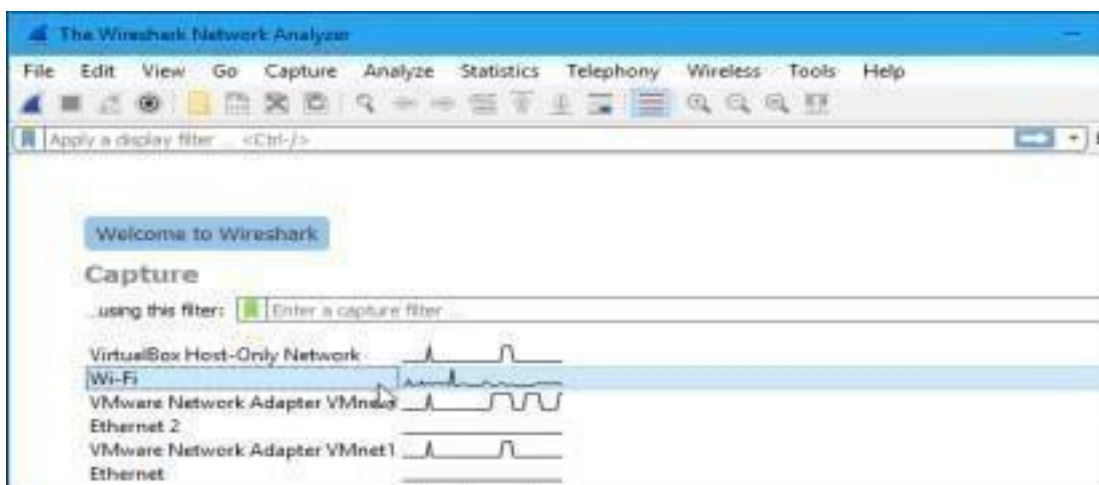 The Wireshark Network Analyzer
File Edit View Go Capture Analyze Statistics Telephony Wireless Tools Help
Apply a display filter ... <Ctrl-/>
Welcome to Wireshark
Capture
...using this filter: Enter a capture filter ...
VirtualBox Host-Only Network
Wi-Fi
VMware Network Adapter
Ethernet 2
VMware Network Adapter VMnet1
Ethernet